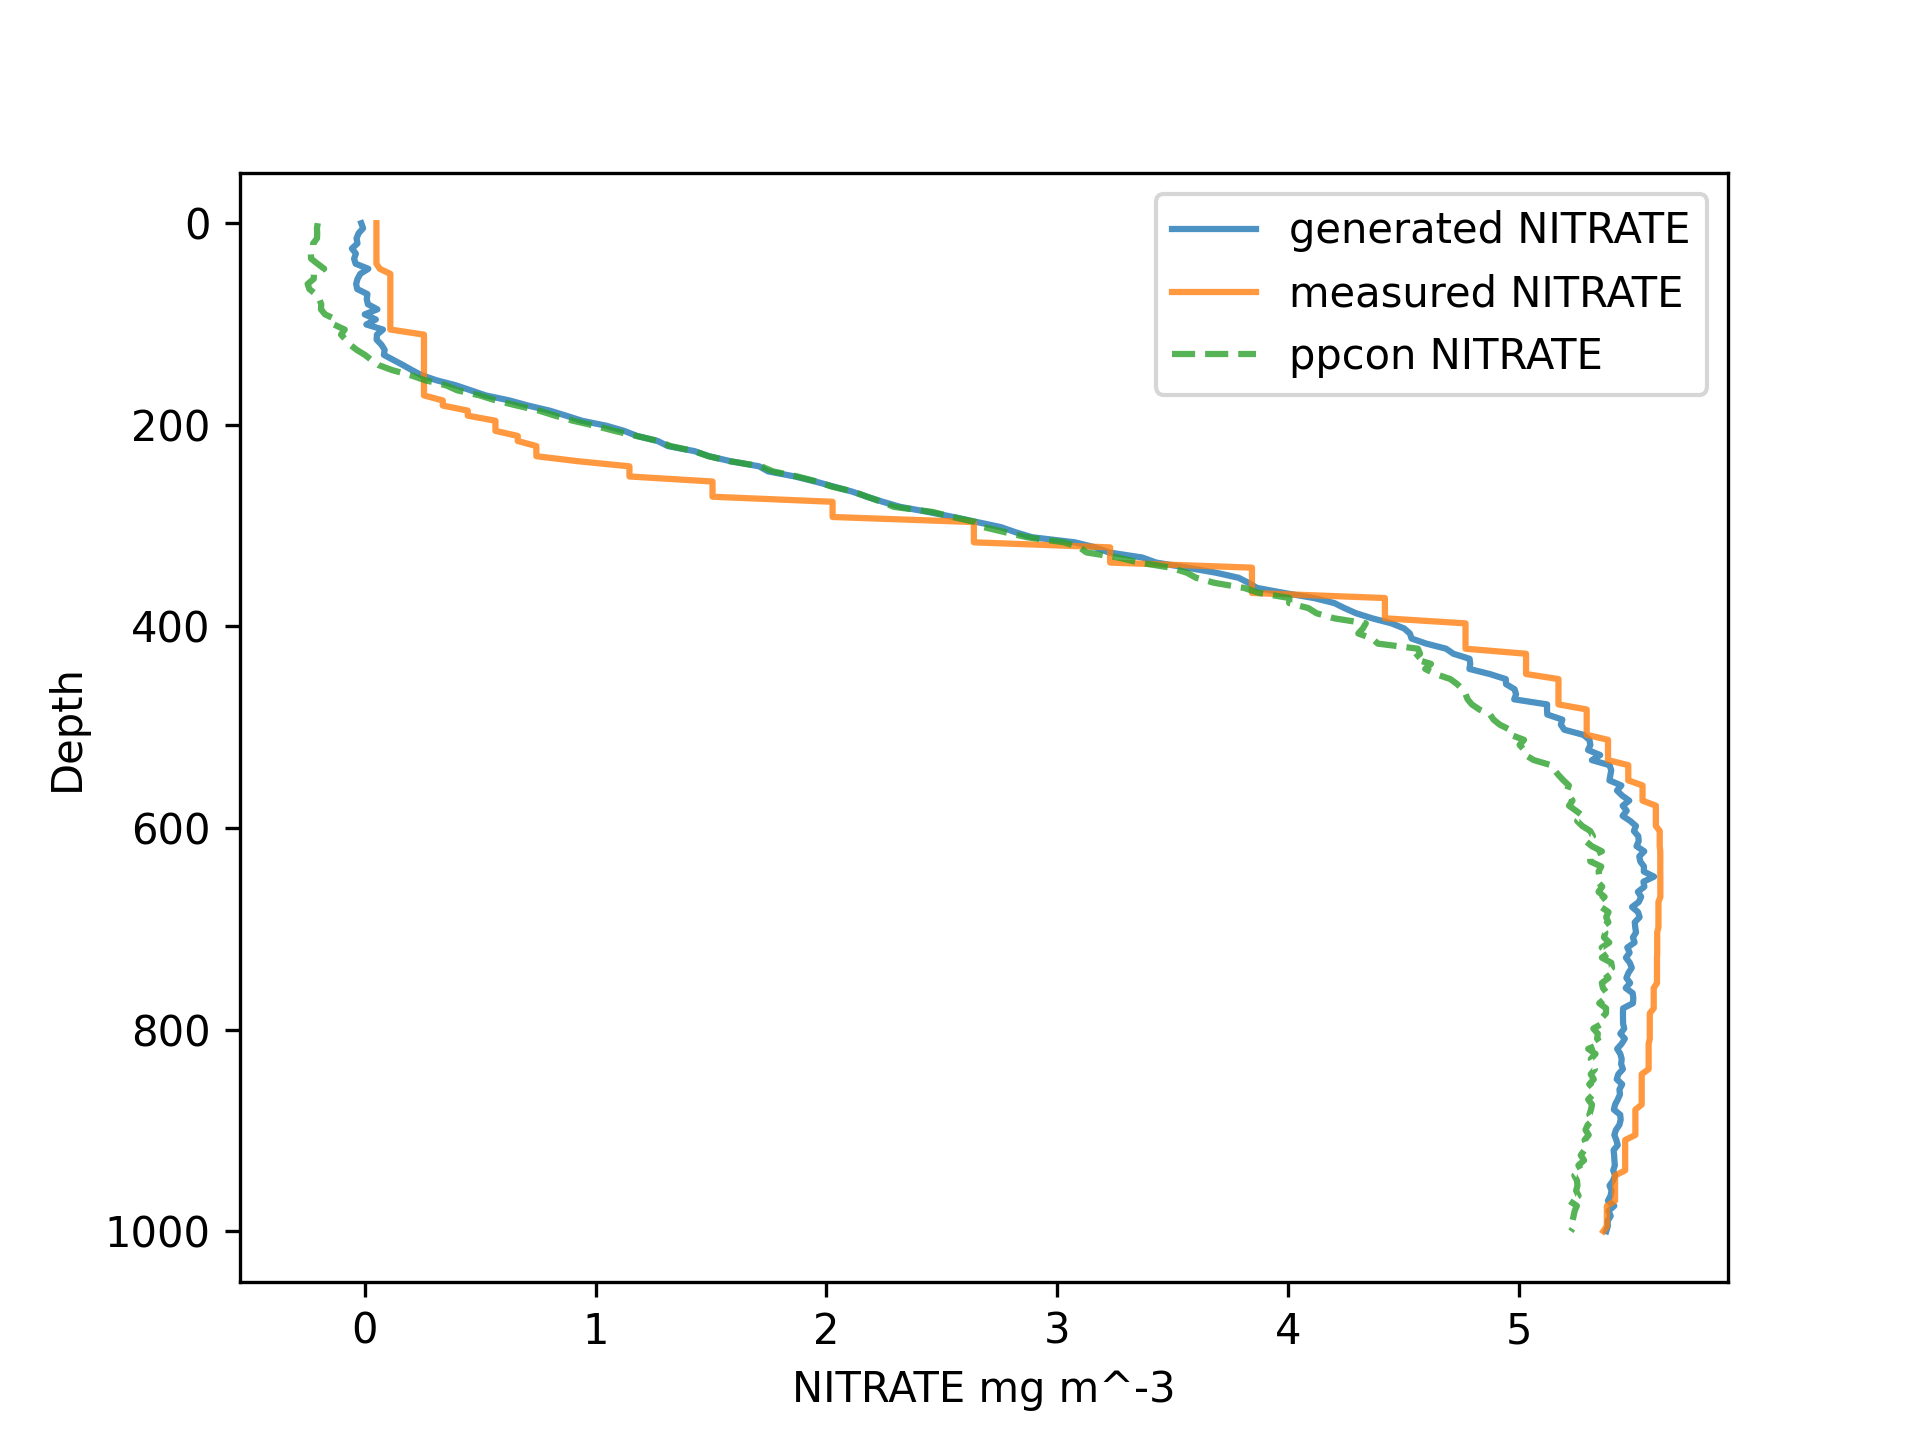 generated NITRATE
measured NITRATE
ppcon NITRATE
0
200
400
600
800
1000
Depth
0 1 2 3 4 5
NITRATE mg m^-3